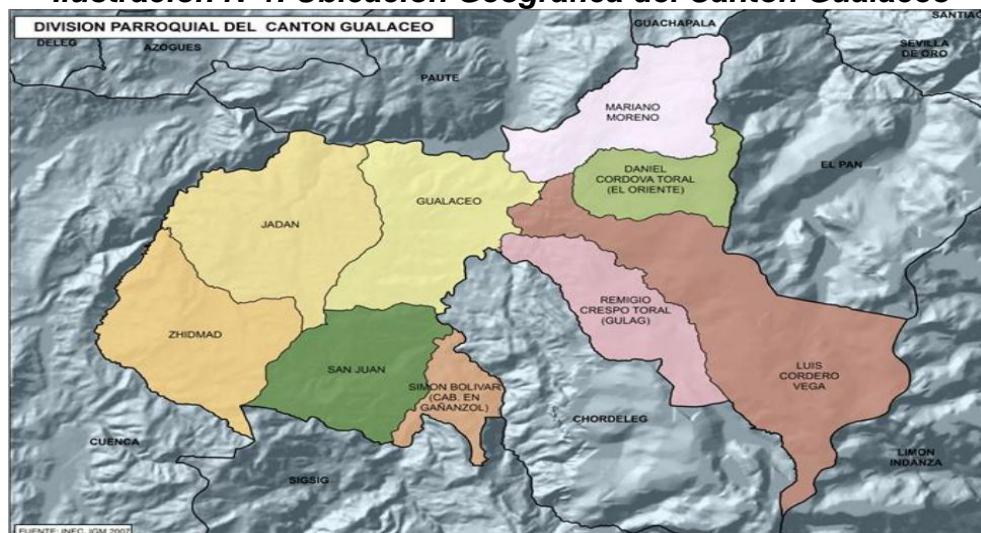 DIVISION PARROQUIAL DEL CANTON GUALACEO
DELEG
AZOGUES
PAUTE
GUACHAPALA
SANTIAG
SEVILLA
DE ORO
MARIANO
MORENO
DANIEL
CORDOVA TORAL
(EL ORIENTE)
EL PAN
JADAN
GUALACEO
ZHIDMAD
SAN JUAN
SIMON BOLIVAR
(CAB. EN
GAÑANZOL)
REMIGIO
CRESPO TORAL
(GULAG)
LUIS
CORDERO
VEGA
CUENCA
SIGSIG
CHORDELEG
LIMON
INDANZA
FUENTE: INEC, IGM 2007